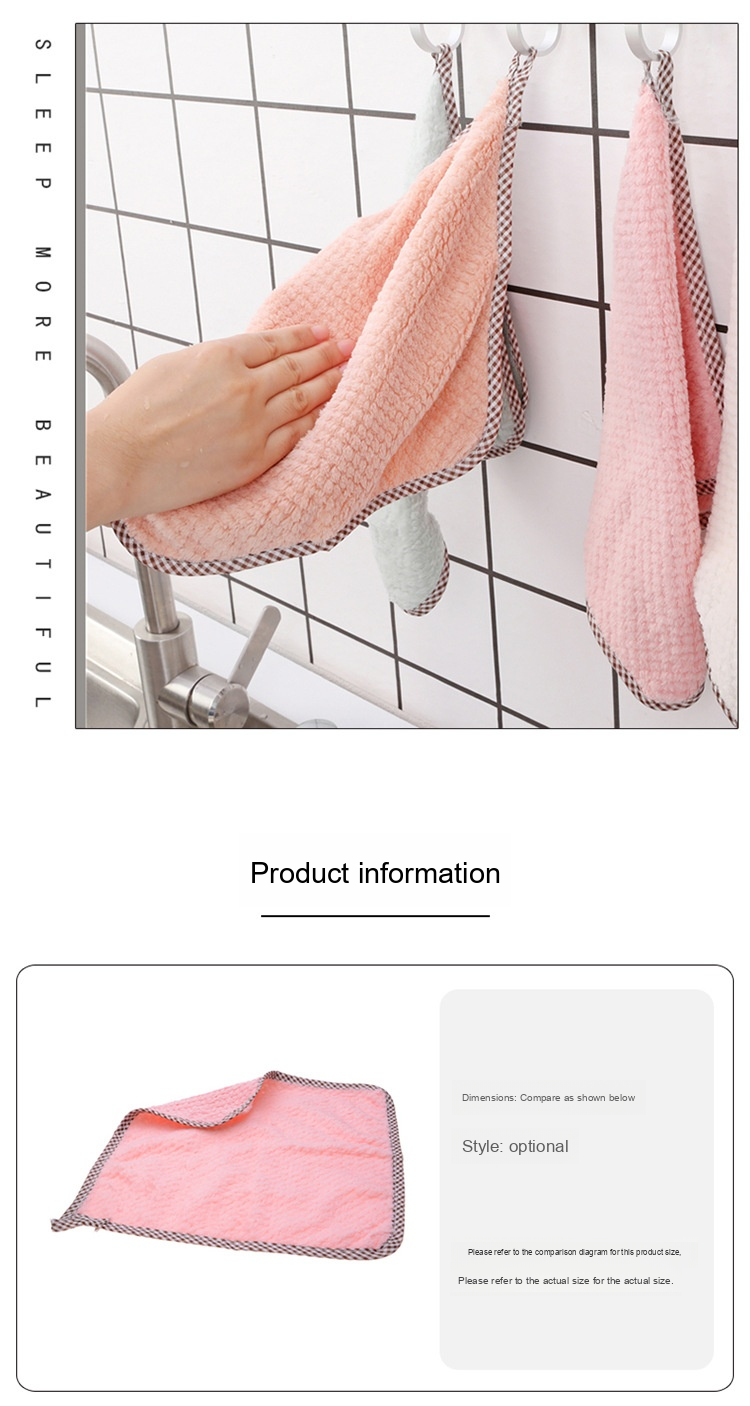 SLEEP MORE BEAUTIFUL
Product information
Dimensions: Compare as shown below
Style: optional
Please refer to the comparison diagram for this product size,
Please refer to the actual size for the actual size.